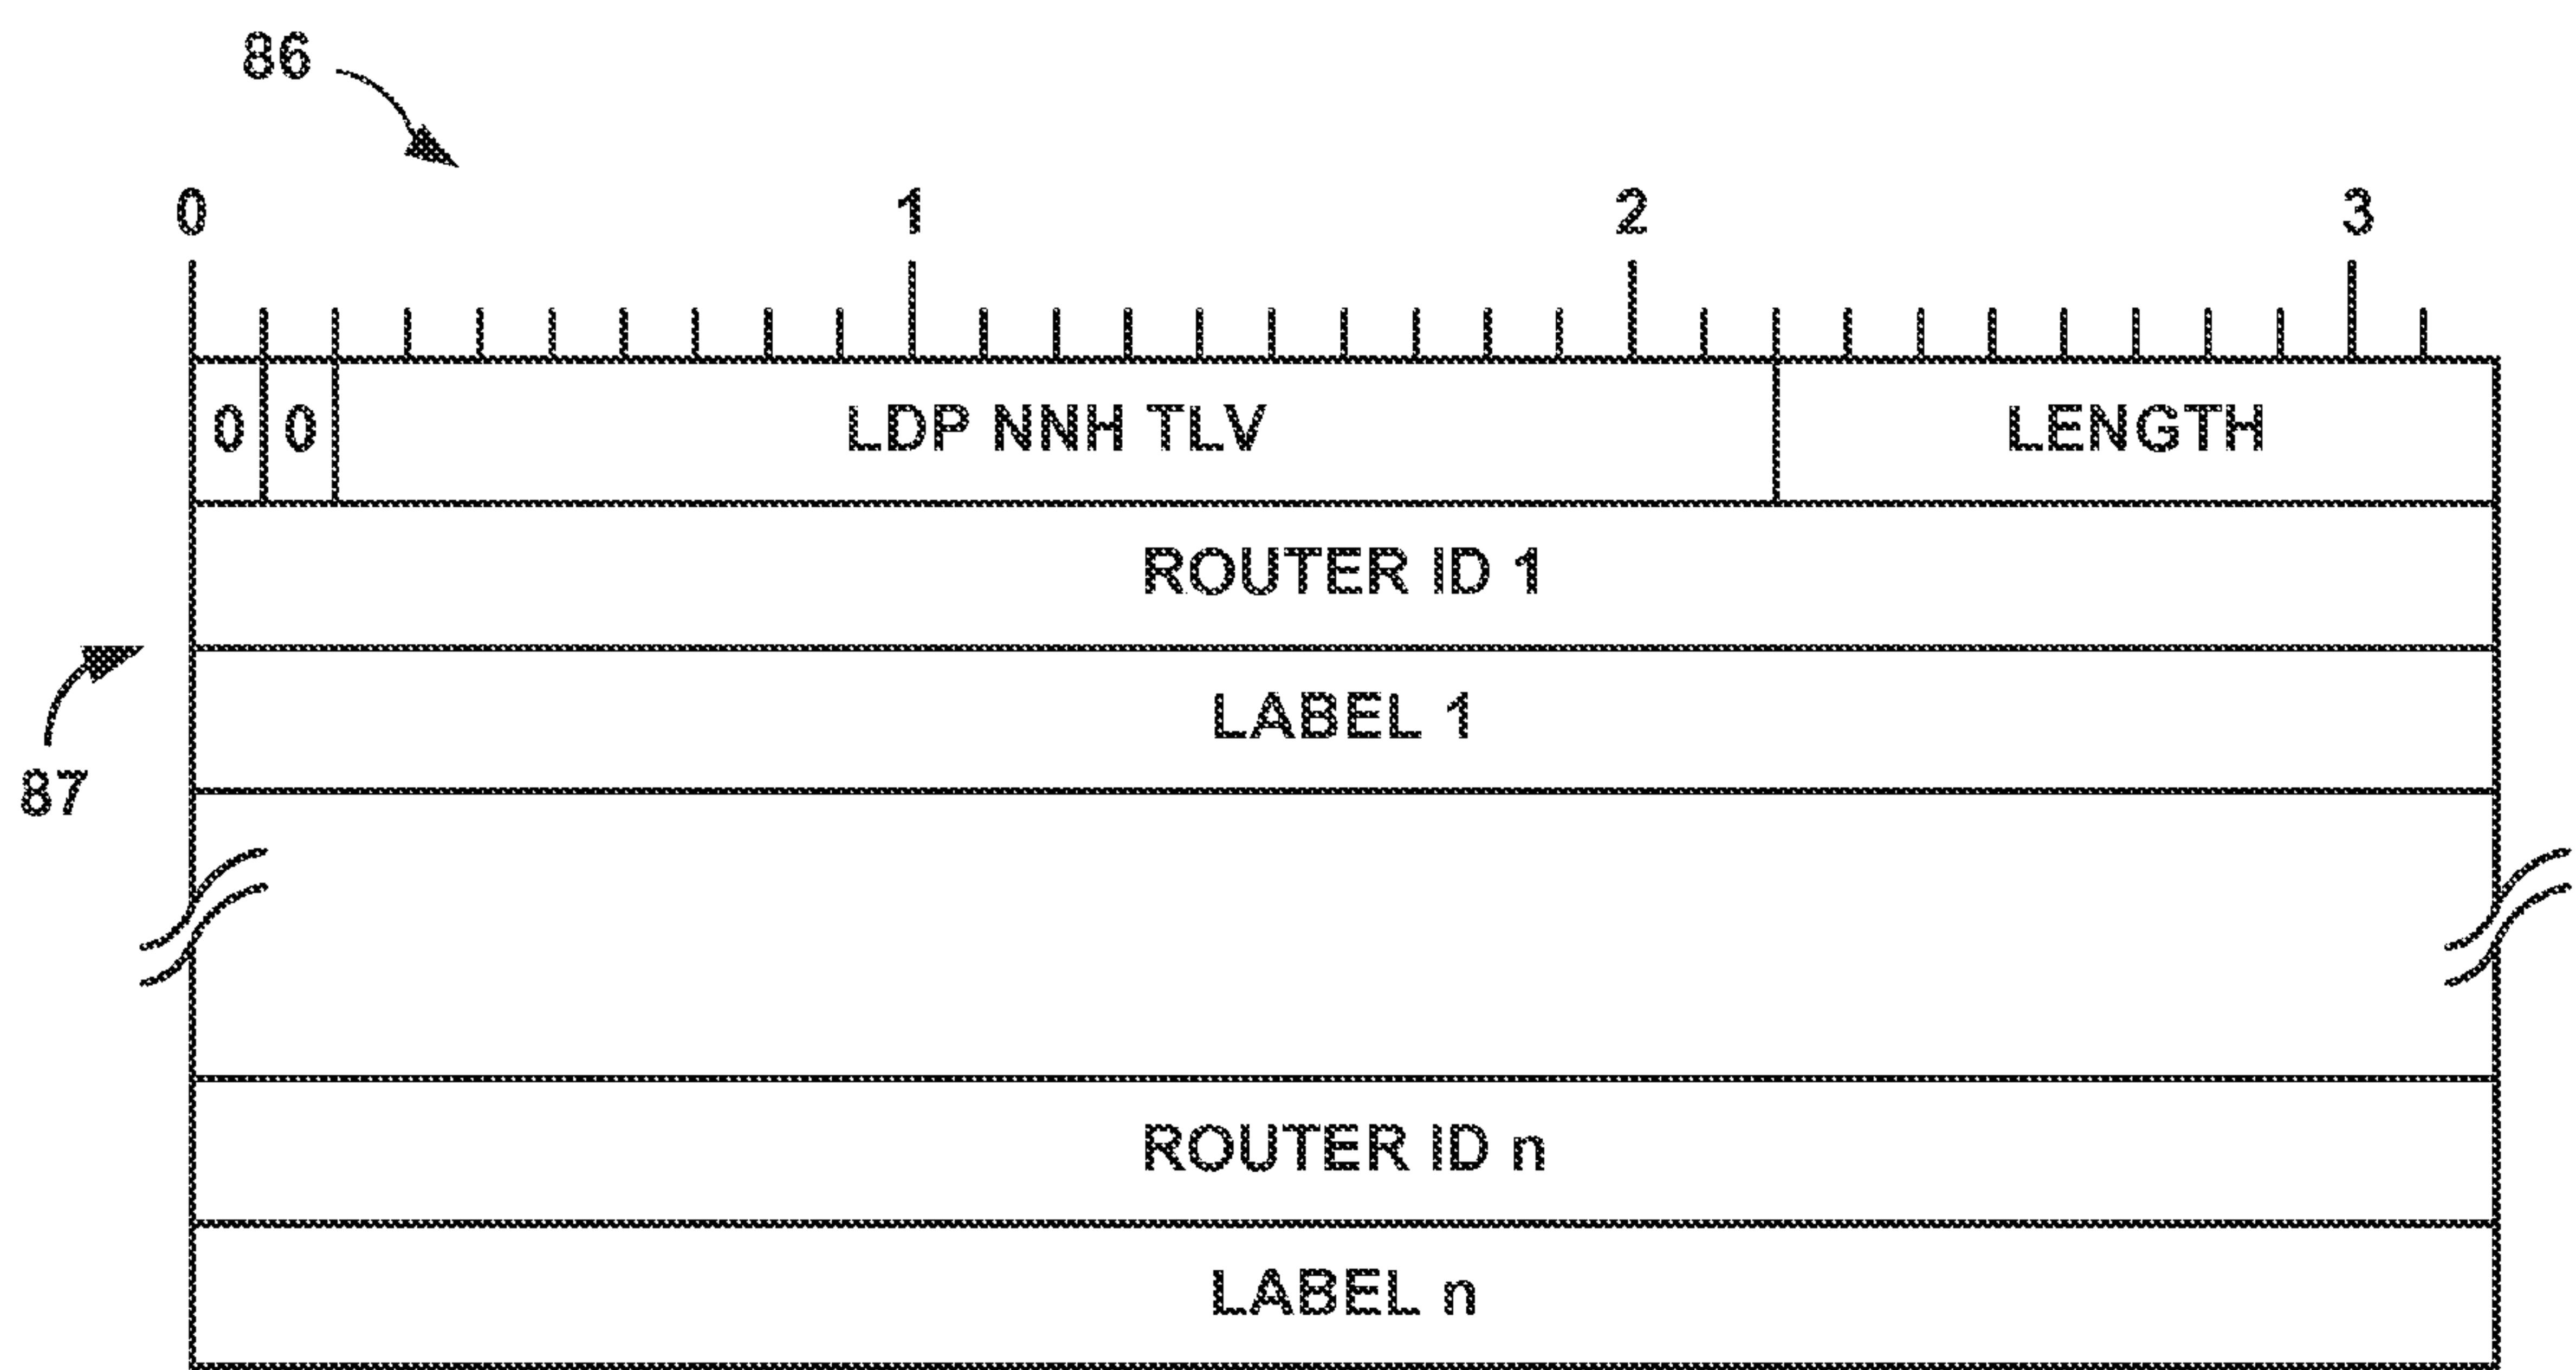 86
0 1 2 3
0 0 LDP NNH TLV LENGTH
ROUTER ID 1
LABEL 1
87
ROUTER ID n
LABEL n